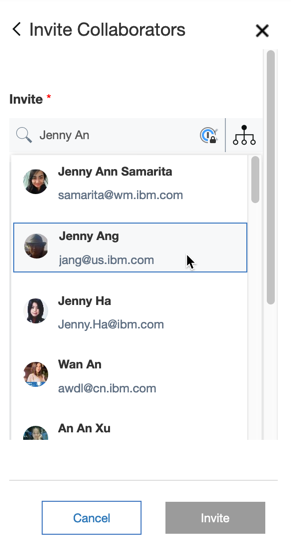 Invite Collaborators
Invite *
Jenny An
Jenny Ann Samarita
samarita@wm.ibm.com
Jenny Ang
jang@us.ibm.com
Jenny Ha
Jenny.Ha@ibm.com
Wan An
awdl@cn.ibm.com
An An Xu
Cancel
Invite